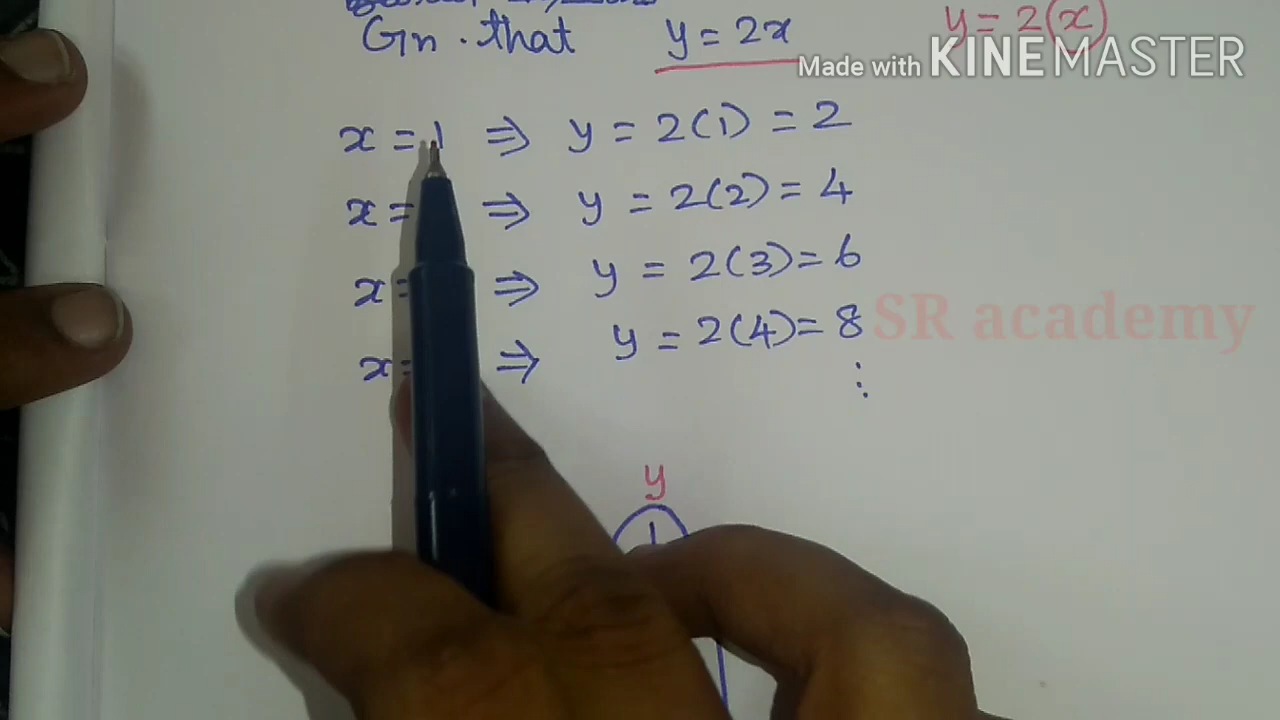 Gn. that y = 2x
y = 2(x)
Made with KINEMASTER
x = 1 ⇒ y = 2(1) = 2
x = ⇒ y = 2(2) = 4
x = ⇒ y = 2(3) = 6
x = ⇒ y = 2(4) = 8
SR academy
⋮
y
1